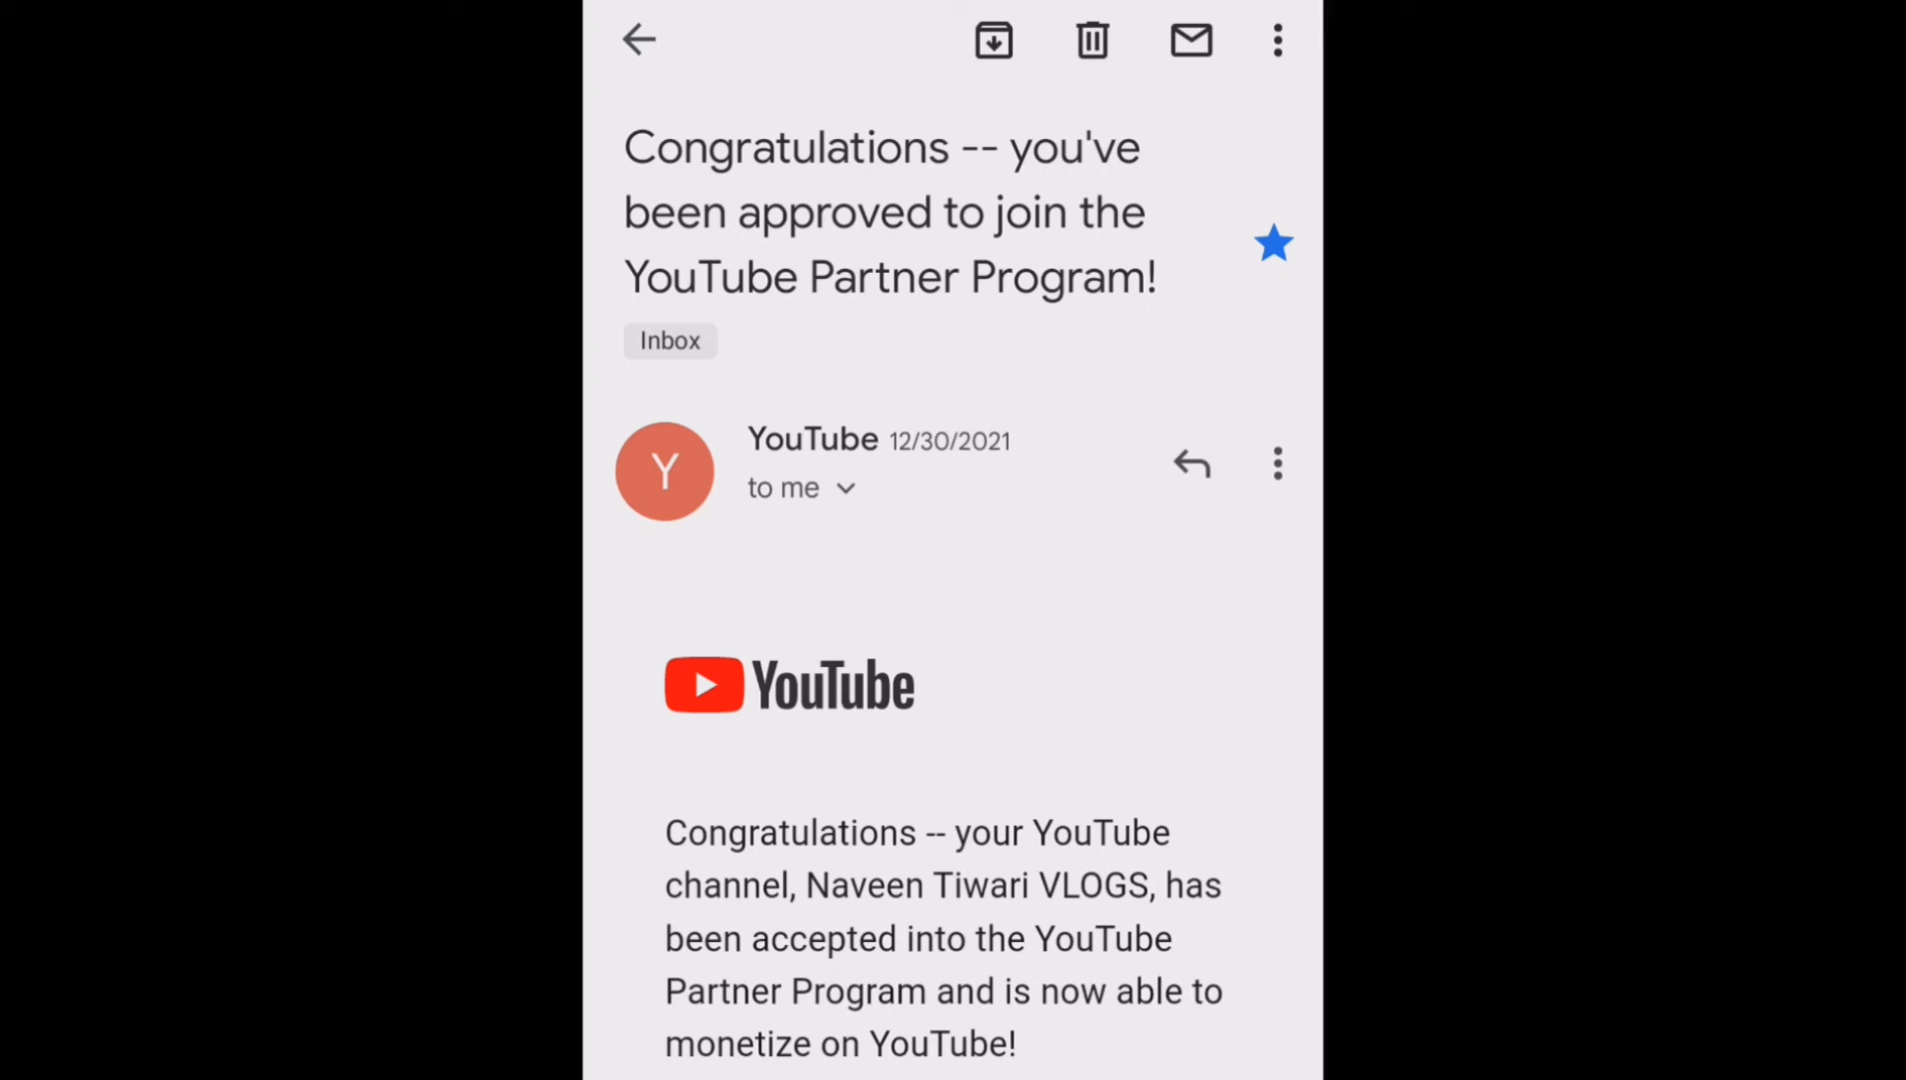 Congratulations -- you've
been approved to join the
YouTube Partner Program!
Inbox
Y
YouTube 12/30/2021
to me
YouTube
Congratulations -- your YouTube
channel, Naveen Tiwari VLOGS, has
been accepted into the YouTube
Partner Program and is now able to
monetize on YouTube!